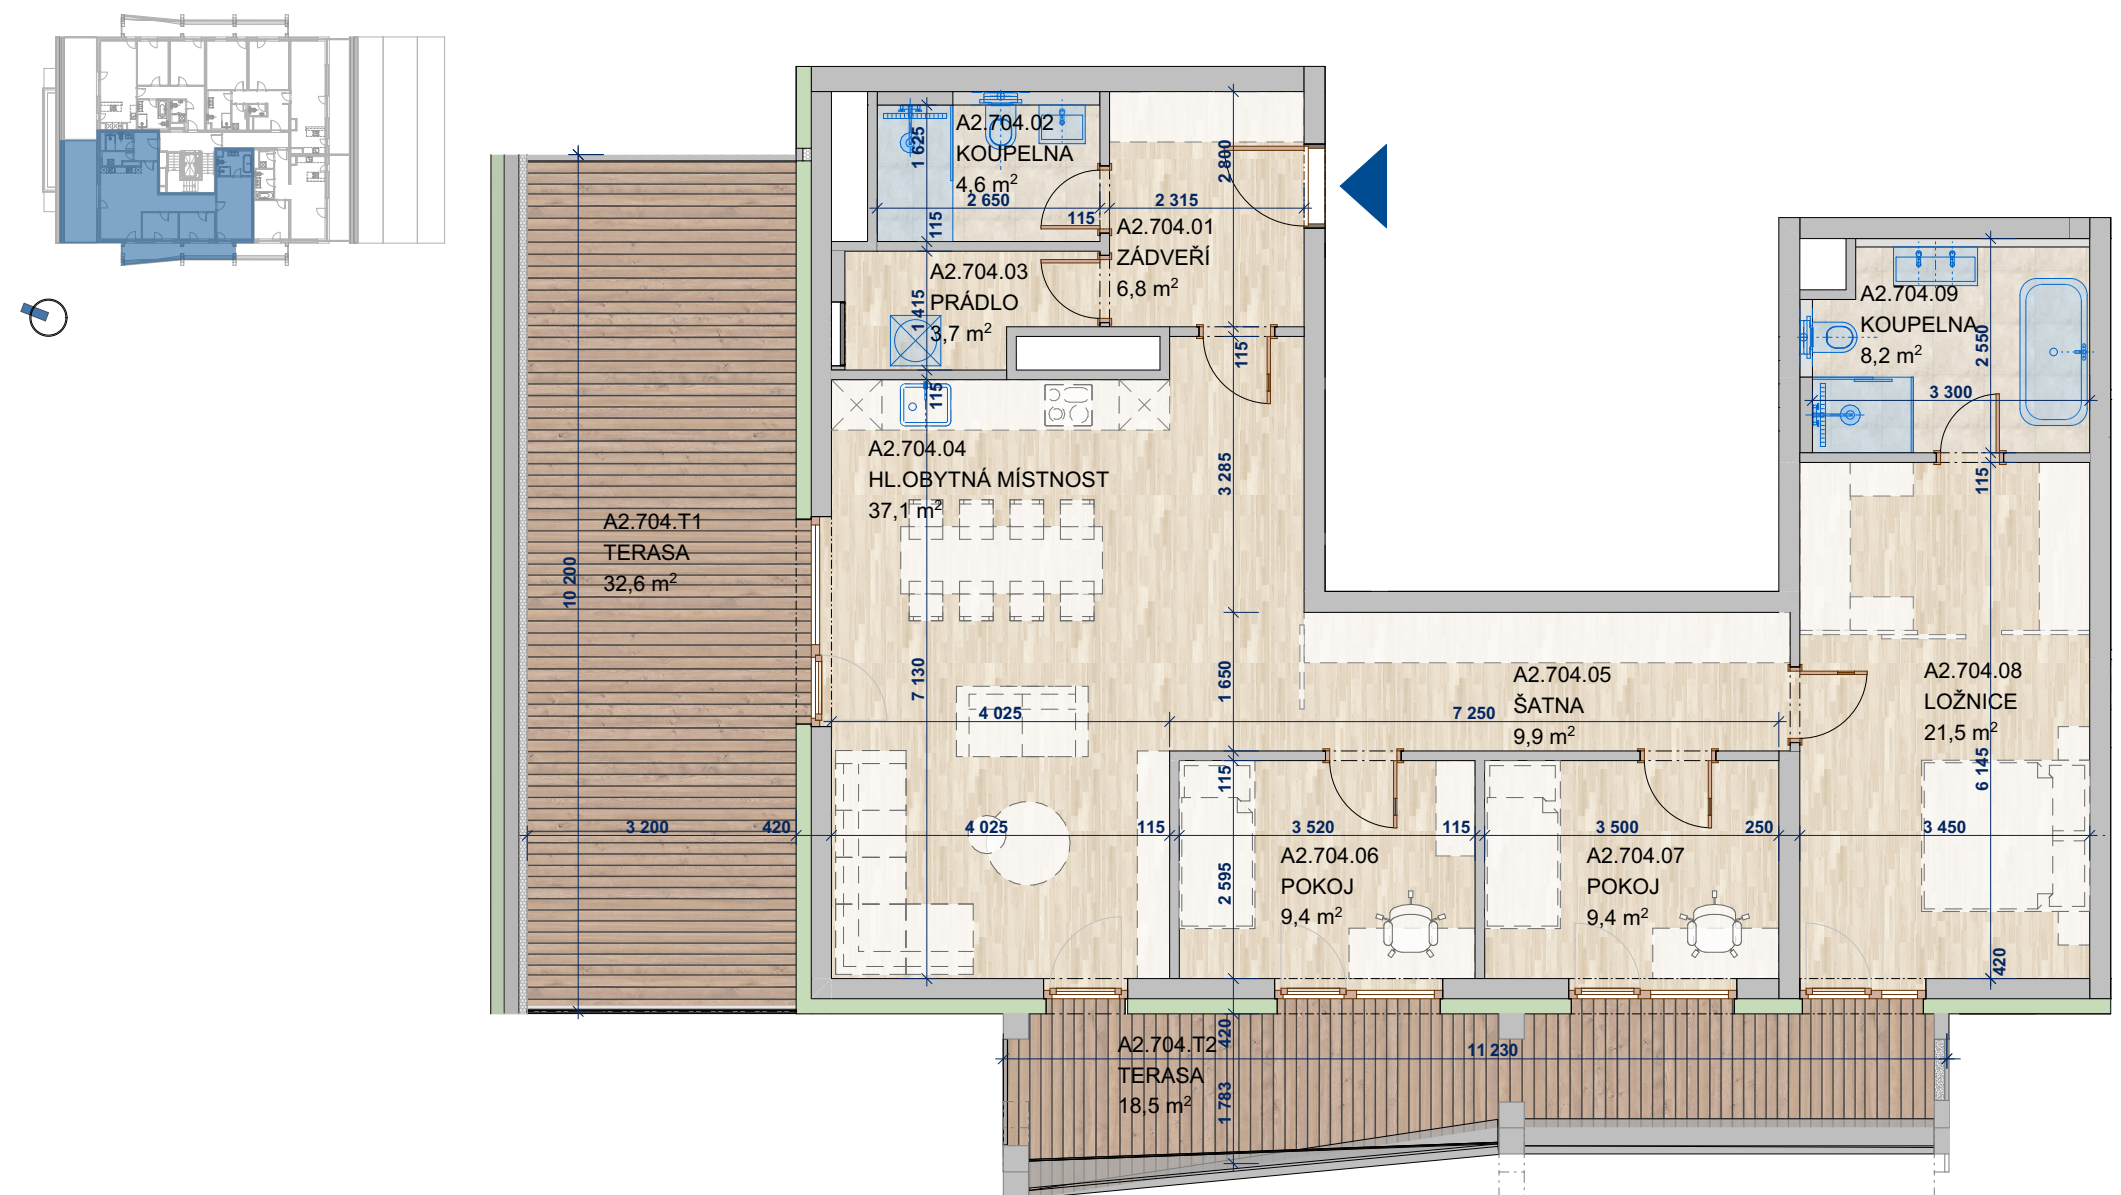 A2.704.02
KOUPELNA
4,6 m²
1 625
2 650
115
115
2 800
2 315
A2.704.01
ZÁDVEŘÍ
6,8 m²
A2.704.03
PRÁDLO
3,7 m²
1 415
115
115
A2.704.04
HL.OBYTNÁ MÍSTNOST
37,1 m²
3 285
7 130
1 650
4 025
7 250
A2.704.T1
TERASA
32,6 m²
10 200
A2.704.09
KOUPELNA
8,2 m²
2 550
3 300
115
A2.704.05
ŠATNA
9,9 m²
A2.704.08
LOŽNICE
21,5 m²
6 145
3 200
420
4 025
115
115
3 520
115
3 500
250
3 450
2 595
A2.704.06
POKOJ
9,4 m²
A2.704.07
POKOJ
9,4 m²
420
420
A2.704.T2
TERASA
18,5 m²
11 230
1 783